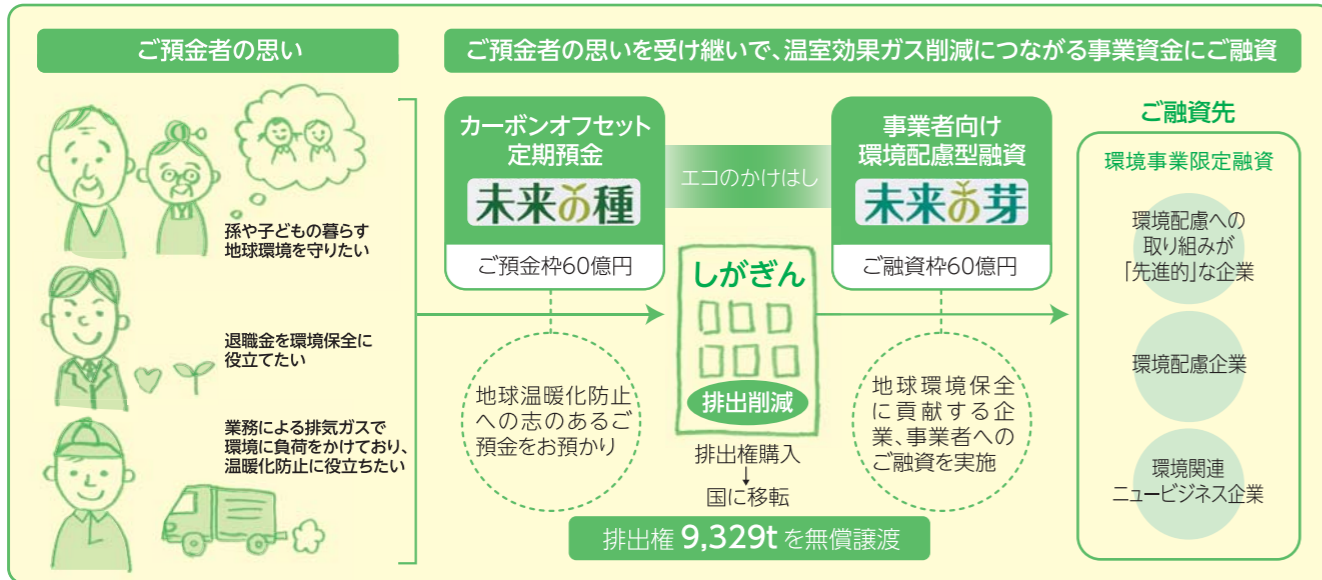 ご預金者の思い
孫や子どもの暮らす
地球環境を守りたい
退職金を環境保全に
役立てたい
業務による排気ガスで
環境に負荷をかけており、
温暖化防止に役立ちたい
ご預金者の思いを受け継いで、温室効果ガス削減につながる事業資金にご融資
カーボンオフセット
定期預金
未来の種
ご預金枠60億円
地球温暖化防止
への志のあるご
預金をお預かり
エコのかけはし
しがぎん
排出削減
排出権購入
↓
国に移転
排出権 9,329t を無償譲渡
事業者向け
環境配慮型融資
未来の芽
ご融資枠60億円
地球環境保全
に貢献する企
業、事業者への
ご融資を実施
ご融資先
環境事業限定融資
環境配慮への
取り組みが
「先進的」な企業
環境配慮企業
環境関連
ニュービジネス企業